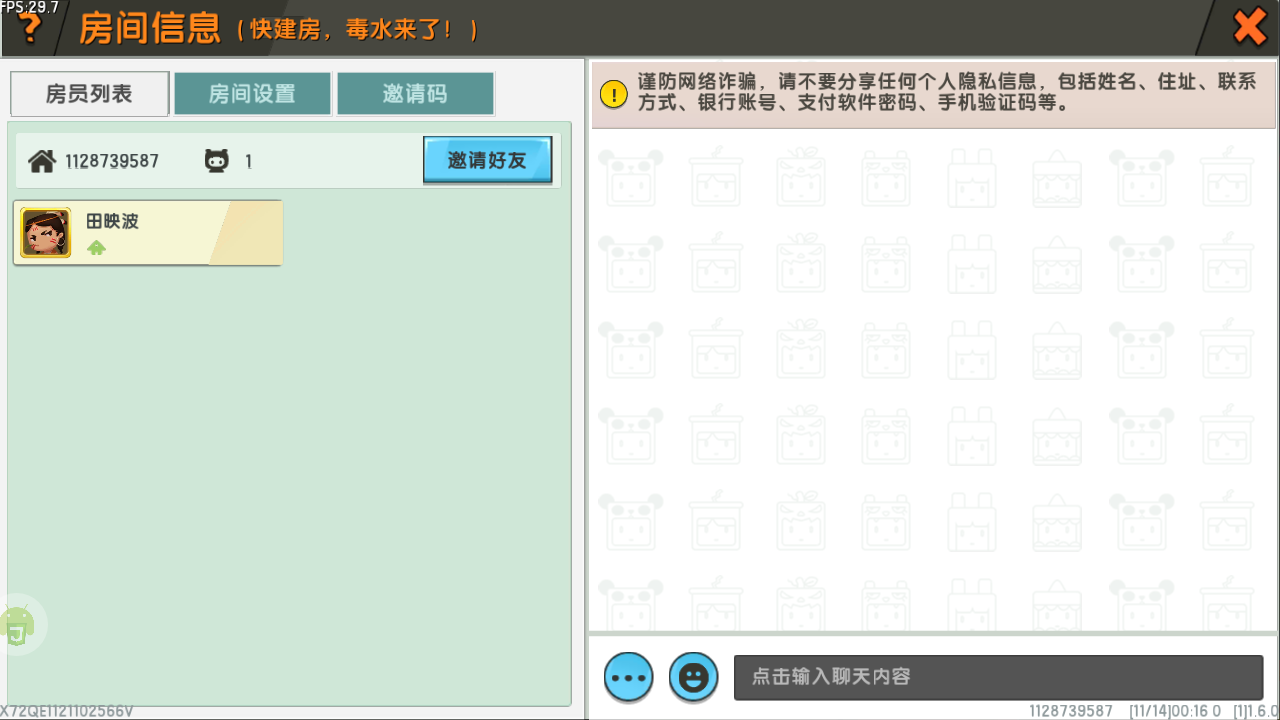 FPS:29.7
? 房间信息（快建房，毒水来了！）
房员列表 房间设置 邀请码
1128739587 1 邀请好友
田映波
! 谨防网络诈骗，请不要分享任何个人隐私信息，包括姓名、住址、联系
方式、银行账号、支付软件密码、手机验证码等。
点击输入聊天内容
X72QE1121102566V
1128739587 [11/14]00:16 0 [1]1.6.0